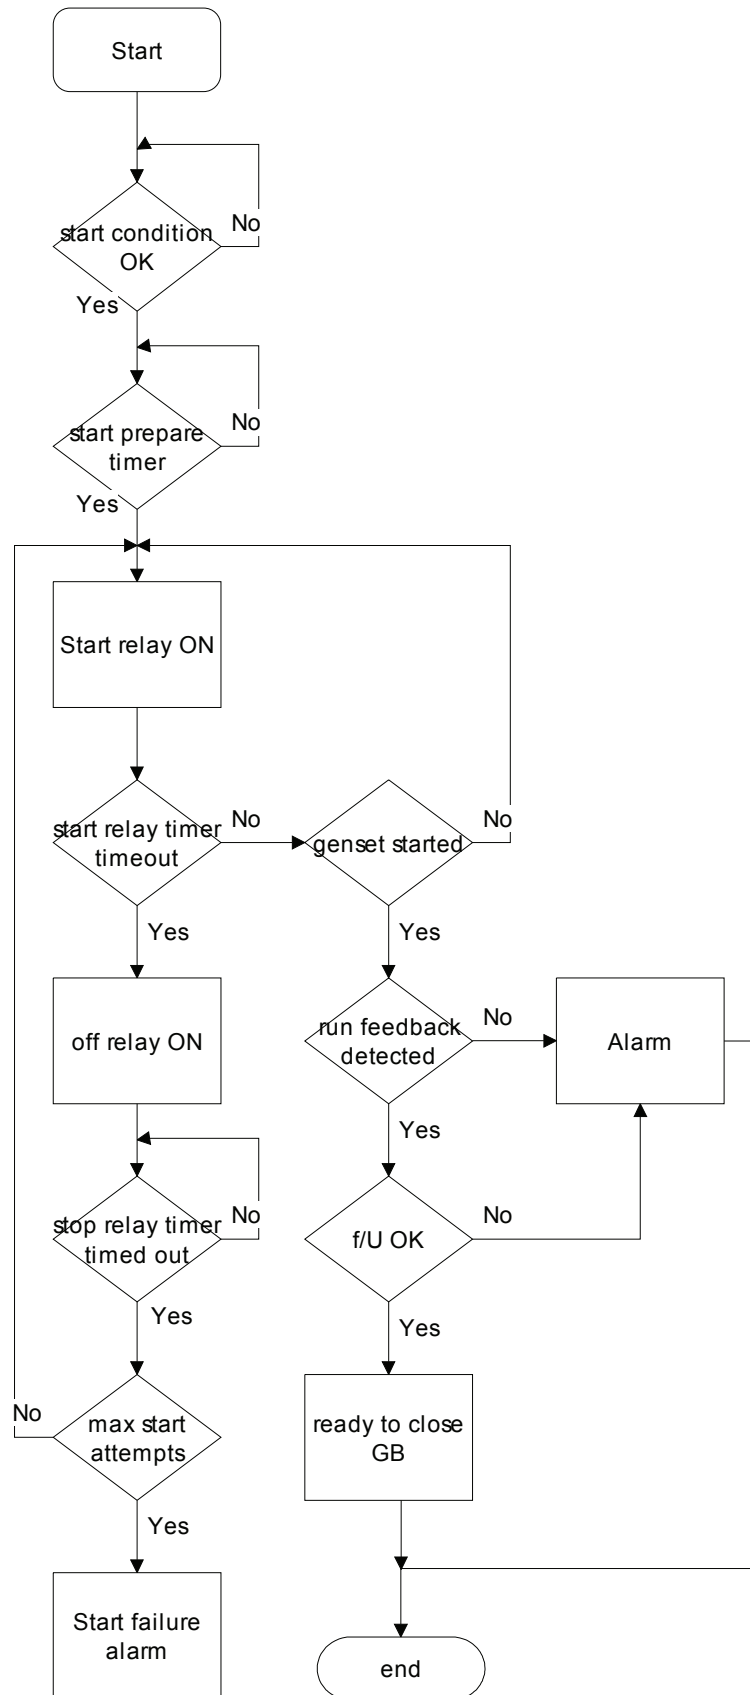 Start
No
start condition
OK
Yes
No
start prepare
timer
Yes
Start relay ON
start relay timer
timeout
No
genset started
No
Yes
Yes
off relay ON
run feedback
detected
No
Alarm
Yes
stop relay timer
timed out
No
f/U OK
No
Yes
Yes
No
max start
attempts
ready to close
GB
Yes
Start failure
alarm
end